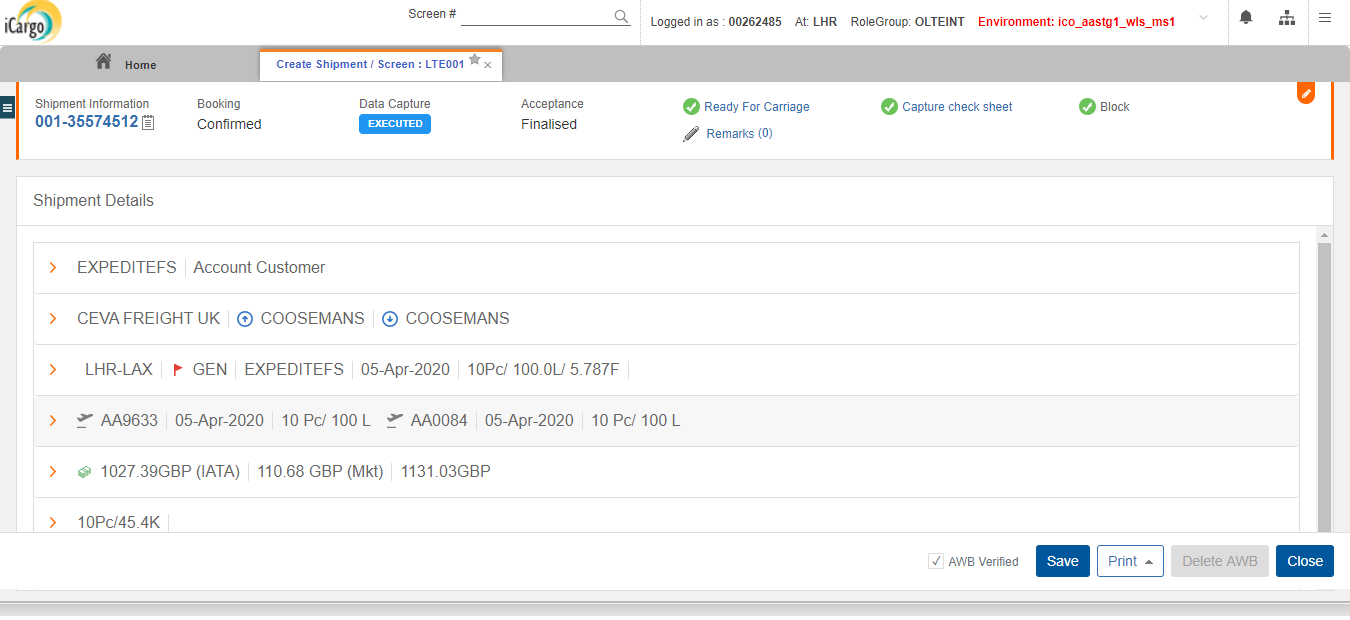 iCargo
Screen #
Logged in as : 00262485 At: LHR RoleGroup: OLTEINT Environment: ico_aastg1_wls_ms1
Home
Create Shipment / Screen : LTE001
Shipment Information Booking Data Capture Acceptance Ready For Carriage Capture check sheet Block
001-35574512 Confirmed EXECUTED Finalised Remarks (0)
Shipment Details
EXPEDITEFS Account Customer
CEVA FREIGHT UK COOSEMANS COOSEMANS
LHR-LAX GEN EXPEDITEFS 05-Apr-2020 10Pc/ 100.0L/ 5.787F
AA9633 05-Apr-2020 10 Pc/ 100 L AA0084 05-Apr-2020 10 Pc/ 100 L
1027.39GBP (IATA) 110.68 GBP (Mkt) 1131.03GBP
10Pc/45.4K
AWB Verified Save Print Delete AWB Close